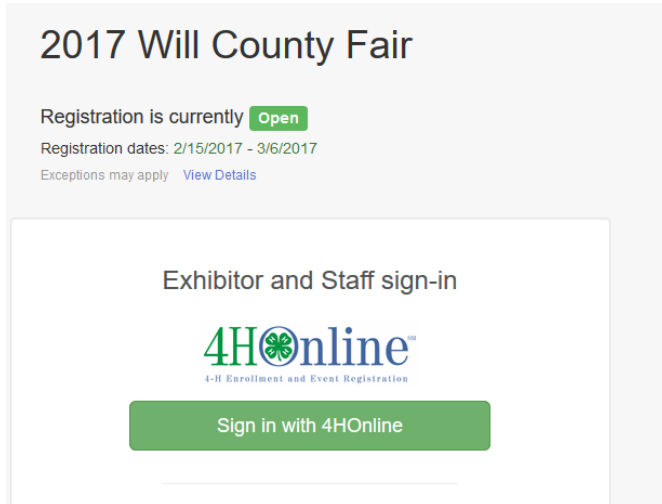 2017 Will County Fair
Registration is currently Open
Registration dates: 2/15/2017 - 3/6/2017
Exceptions may apply View Details
Exhibitor and Staff sign-in
4HOnline℠
4-H Enrollment and Event Registration
Sign in with 4HOnline